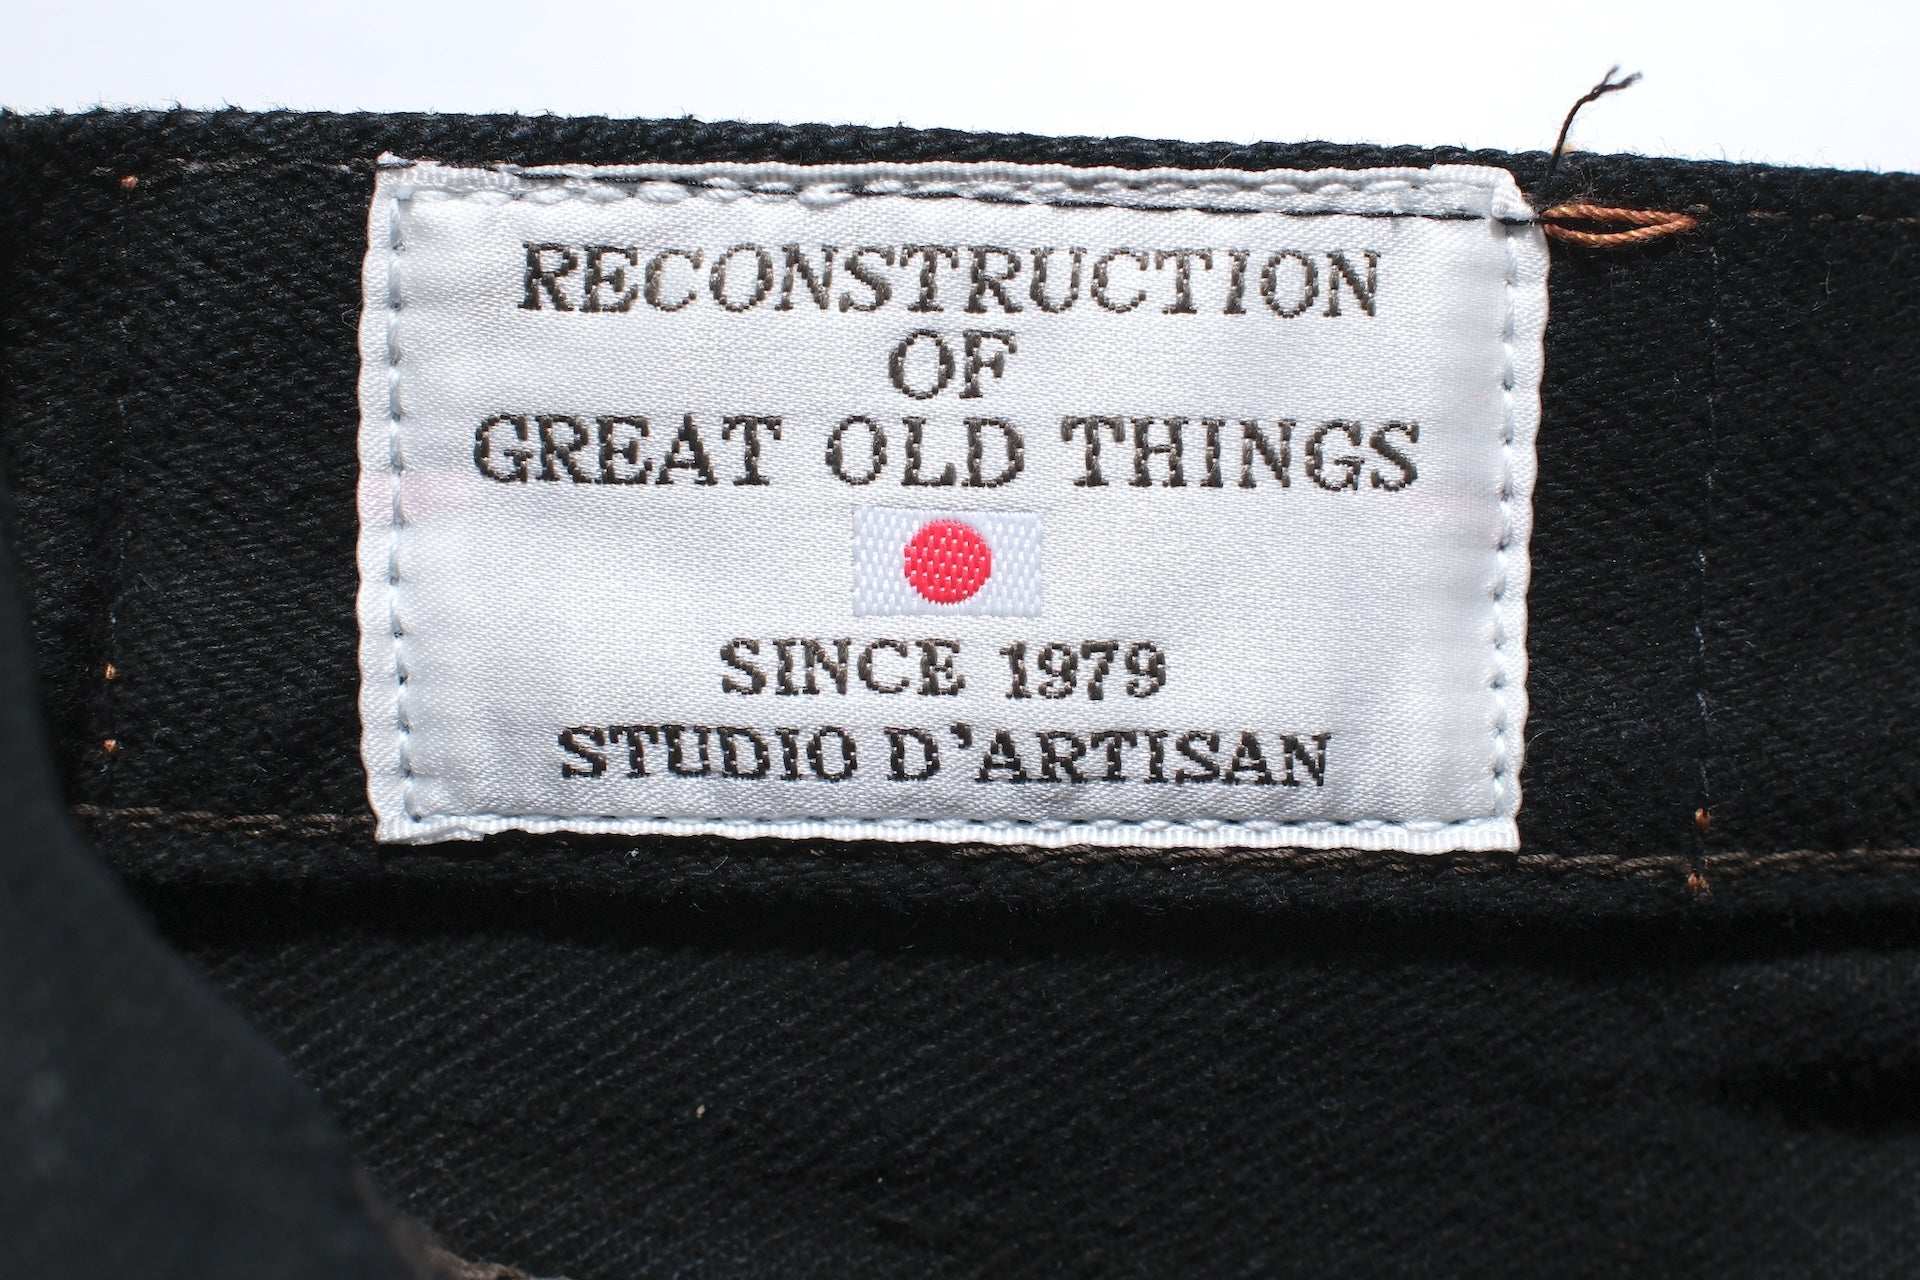 RECONSTRUCTION
OF
GREAT OLD THINGS
SINCE 1979
STUDIO D'ARTISAN